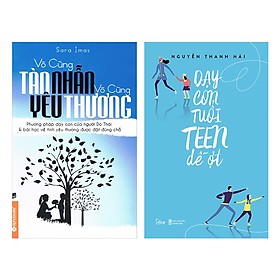 Sara Imas
Vô Cùng
TÀN NHẪN
Vô Cùng
YÊU THƯƠNG
Phương pháp dạy con của người Do Thái
& bài học về tình yêu thương được đặt đúng chỗ
NGUYỄN THANH HẢI
DẠY
CON
TUỔI
TEEN
DỄ ỢT